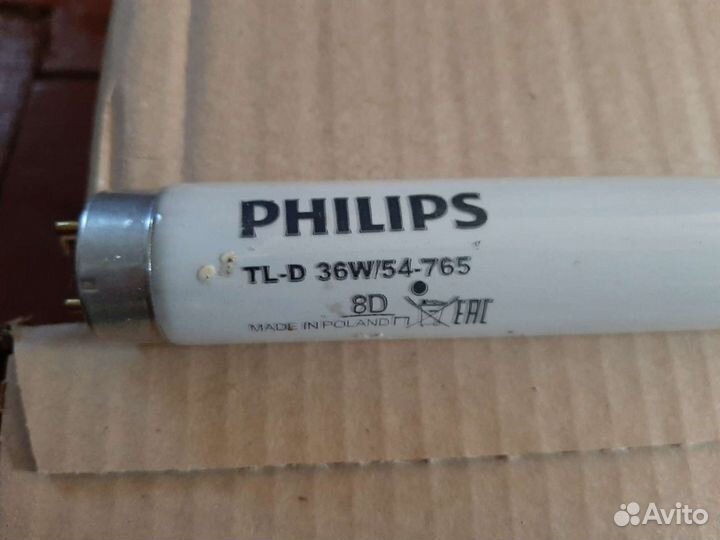 PHILIPS
TL-D 36W/54-765
8D
MADE IN POLAND EAC
Avito